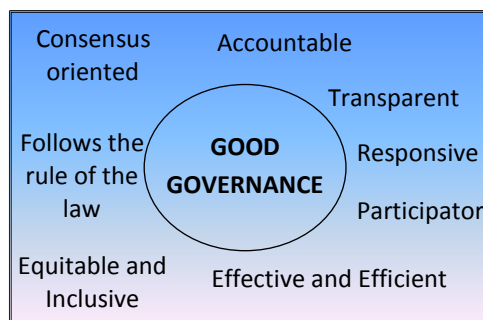 Consensus
oriented
Accountable
Transparent
Follows the
rule of the
law
GOOD
GOVERNANCE
Responsive
Participator
Equitable and
Inclusive
Effective and Efficient